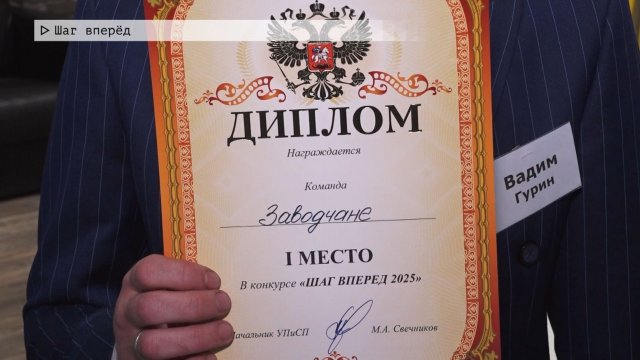 ▷ Шаг вперёд
ДИПЛОМ
Награждается
Команда
Заводчане
I МЕСТО
В конкурсе «ШАГ ВПЕРЕД 2025»
Начальник УПиСП М.А. Свечников
Вадим
Гурин